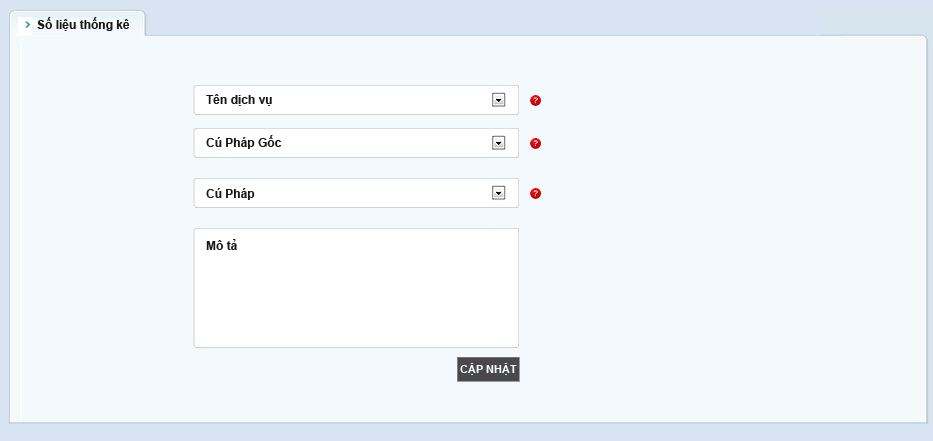 Số liệu thống kê
Tên dịch vụ
?
Cú Pháp Gốc
?
Cú Pháp
?
Mô tả
CẬP NHẬT